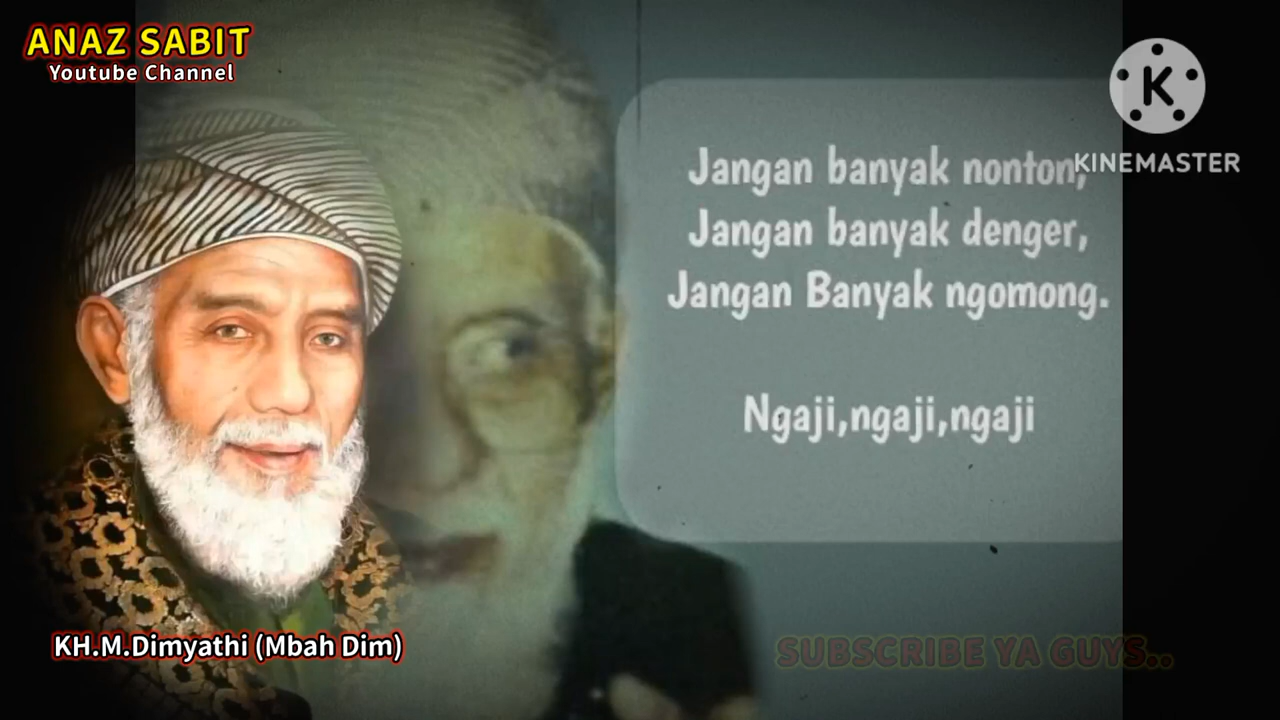 ANAZ SABIT
Youtube Channel
K
KINEMASTER
Jangan banyak nonton,
Jangan banyak denger,
Jangan Banyak ngomong.
Ngaji,ngaji,ngaji
KH.M.Dimyathi (Mbah Dim)
SUBSCRIBE YA GUYS..